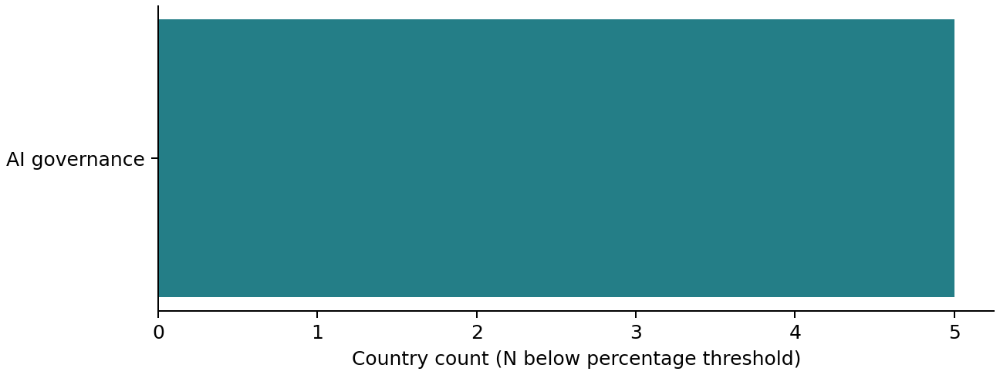 AI governance
0 1 2 3 4 5
Country count (N below percentage threshold)